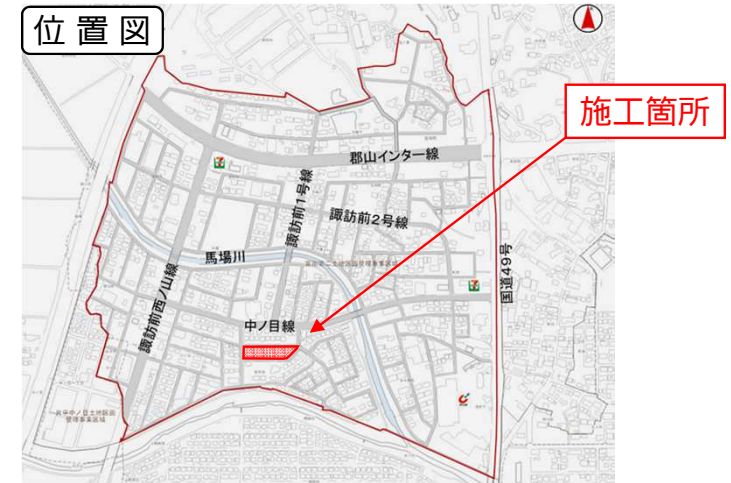 位置図
施工箇所
郡山インター線
諏訪前1号線
諏訪前2号線
馬場川
国道49号
諏訪前西ノ山線
中ノ目線